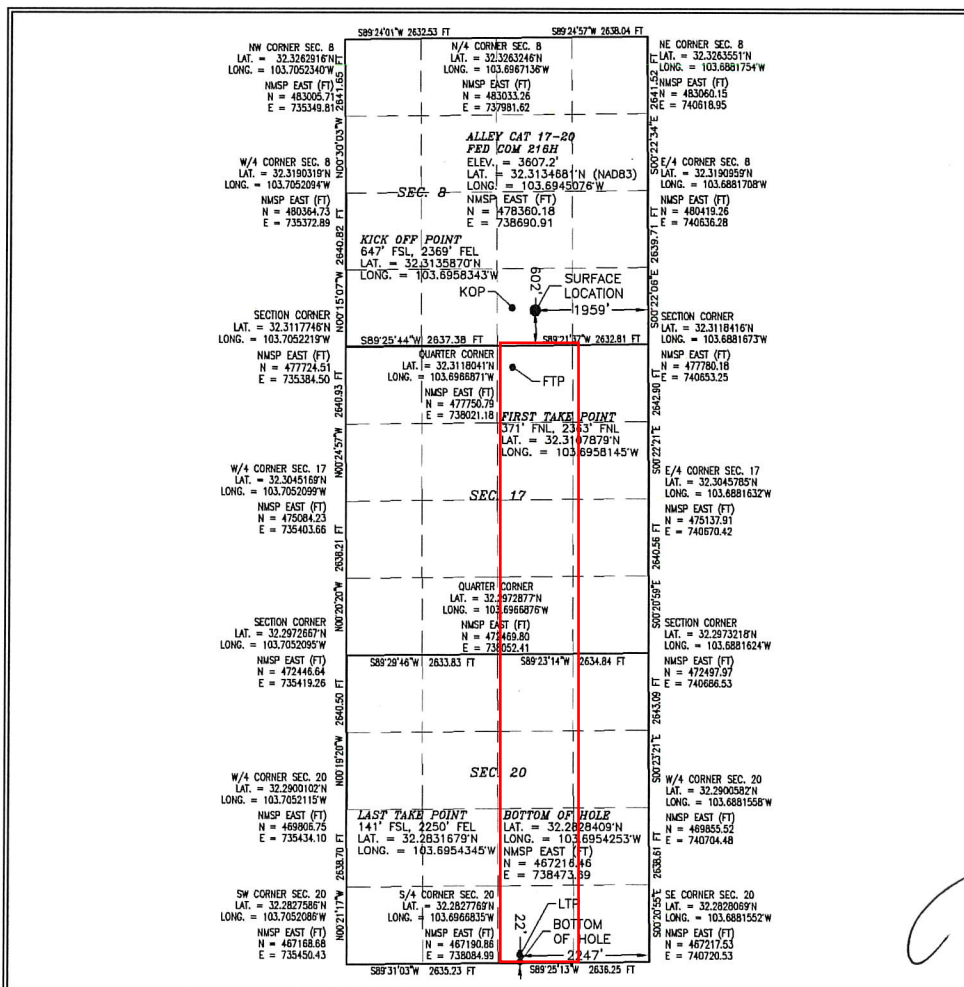 S89°24'01"W 2632.53 FT
S89°24'57"W 2638.04 FT
NW CORNER SEC. 8
LAT. = 32.3262916'N
LONG. = 103.7052340'W
NMSP EAST (FT)
N = 483005.71
E = 735349.81
N/4 CORNER SEC. 8
LAT. = 32.3263246'N
LONG. = 103.6967136'W
NMSP EAST (FT)
N = 483033.26
E = 737981.62
NE CORNER SEC. 8
LAT. = 32.3263551'N
LONG. = 103.6881754'W
NMSP EAST (FT)
N = 483060.15
E = 740618.95
N00°30'03"W 2641.65 FT
S00°22'34"E 2641.52 FT
ALLEY CAT 17-20
FED COM 216H
ELEV. = 3607.2'
LAT. = 32.3134681'N (NAD83)
LONG. = 103.6945076'W
NMSP EAST (FT)
N = 478360.18
E = 738690.91
W/4 CORNER SEC. 8
LAT. = 32.3190319'N
LONG. = 103.7052094'W
NMSP EAST (FT)
N = 480364.73
E = 735372.89
SEC. 8
E/4 CORNER SEC. 8
LAT. = 32.3190959'N
LONG. = 103.6881708'W
NMSP EAST (FT)
N = 480419.26
E = 740636.28
N00°15'07"W 2640.82 FT
S00°22'06"E 2639.71 FT
KICK OFF POINT
647' FSL, 2369' FEL
LAT. = 32.3135870'N
LONG. = 103.6958343'W
KOP
602'
SURFACE
LOCATION
1959'
SECTION CORNER
LAT. = 32.3117746'N
LONG. = 103.7052219'W
NMSP EAST (FT)
N = 477724.51
E = 735384.50
SECTION CORNER
LAT. = 32.3118416'N
LONG. = 103.6881673'W
NMSP EAST (FT)
N = 477780.18
E = 740653.25
S89°25'44"W 2637.38 FT
S89°21'37"W 2632.81 FT
QUARTER CORNER
LAT. = 32.3118041'N
LONG. = 103.6966871'W
NMSP EAST (FT)
N = 477750.79
E = 738021.18
FTP
N00°24'57"W 2640.93 FT
S00°22'21"E 2642.90 FT
FIRST TAKE POINT
371' FNL, 2363' FNL
LAT. = 32.3107879'N
LONG. = 103.6958145'W
W/4 CORNER SEC. 17
LAT. = 32.3045169'N
LONG. = 103.7052099'W
NMSP EAST (FT)
N = 475084.23
E = 735403.66
SEC. 17
E/4 CORNER SEC. 17
LAT. = 32.3045785'N
LONG. = 103.6881632'W
NMSP EAST (FT)
N = 475137.91
E = 740670.42
N00°20'20"W 2638.21 FT
S00°20'59"E 2640.56 FT
QUARTER CORNER
LAT. = 32.2972877'N
LONG. = 103.6966876'W
NMSP EAST (FT)
N = 472469.80
E = 738052.41
SECTION CORNER
LAT. = 32.2972667'N
LONG. = 103.7052095'W
NMSP EAST (FT)
N = 472446.64
E = 735419.26
SECTION CORNER
LAT. = 32.2973218'N
LONG. = 103.6881624'W
NMSP EAST (FT)
N = 472497.97
E = 740686.53
S89°29'46"W 2633.83 FT
S89°23'14"W 2634.84 FT
N00°19'20"W 2640.50 FT
S00°23'21"E 2643.09 FT
SEC. 20
W/4 CORNER SEC. 20
LAT. = 32.2900102'N
LONG. = 103.7052115'W
NMSP EAST (FT)
N = 469806.75
E = 735434.10
W/4 CORNER SEC. 20
LAT. = 32.2900582'N
LONG. = 103.6881558'W
NMSP EAST (FT)
N = 469855.52
E = 740704.48
LAST TAKE POINT
141' FSL, 2250' FEL
LAT. = 32.2831679'N
LONG. = 103.6954345'W
BOTTOM OF HOLE
LAT. = 32.2828409'N
LONG. = 103.6954253'W
NMSP EAST (FT)
N = 467216.46
E = 738473.89
N00°21'17"W 2638.70 FT
S00°20'55"E 2638.61 FT
SW CORNER SEC. 20
LAT. = 32.2827586'N
LONG. = 103.7052086'W
NMSP EAST (FT)
N = 467168.68
E = 735450.43
S/4 CORNER SEC. 20
LAT. = 32.2827769'N
LONG. = 103.6966835'W
NMSP EAST (FT)
N = 467190.86
E = 738084.99
LTP
22'
BOTTOM
OF HOLE
2247'
SE CORNER SEC. 20
LAT. = 32.2828069'N
LONG. = 103.6881552'W
NMSP EAST (FT)
N = 467217.53
E = 740720.53
S89°31'03"W 2635.23 FT
S89°25'13"W 2636.25 FT